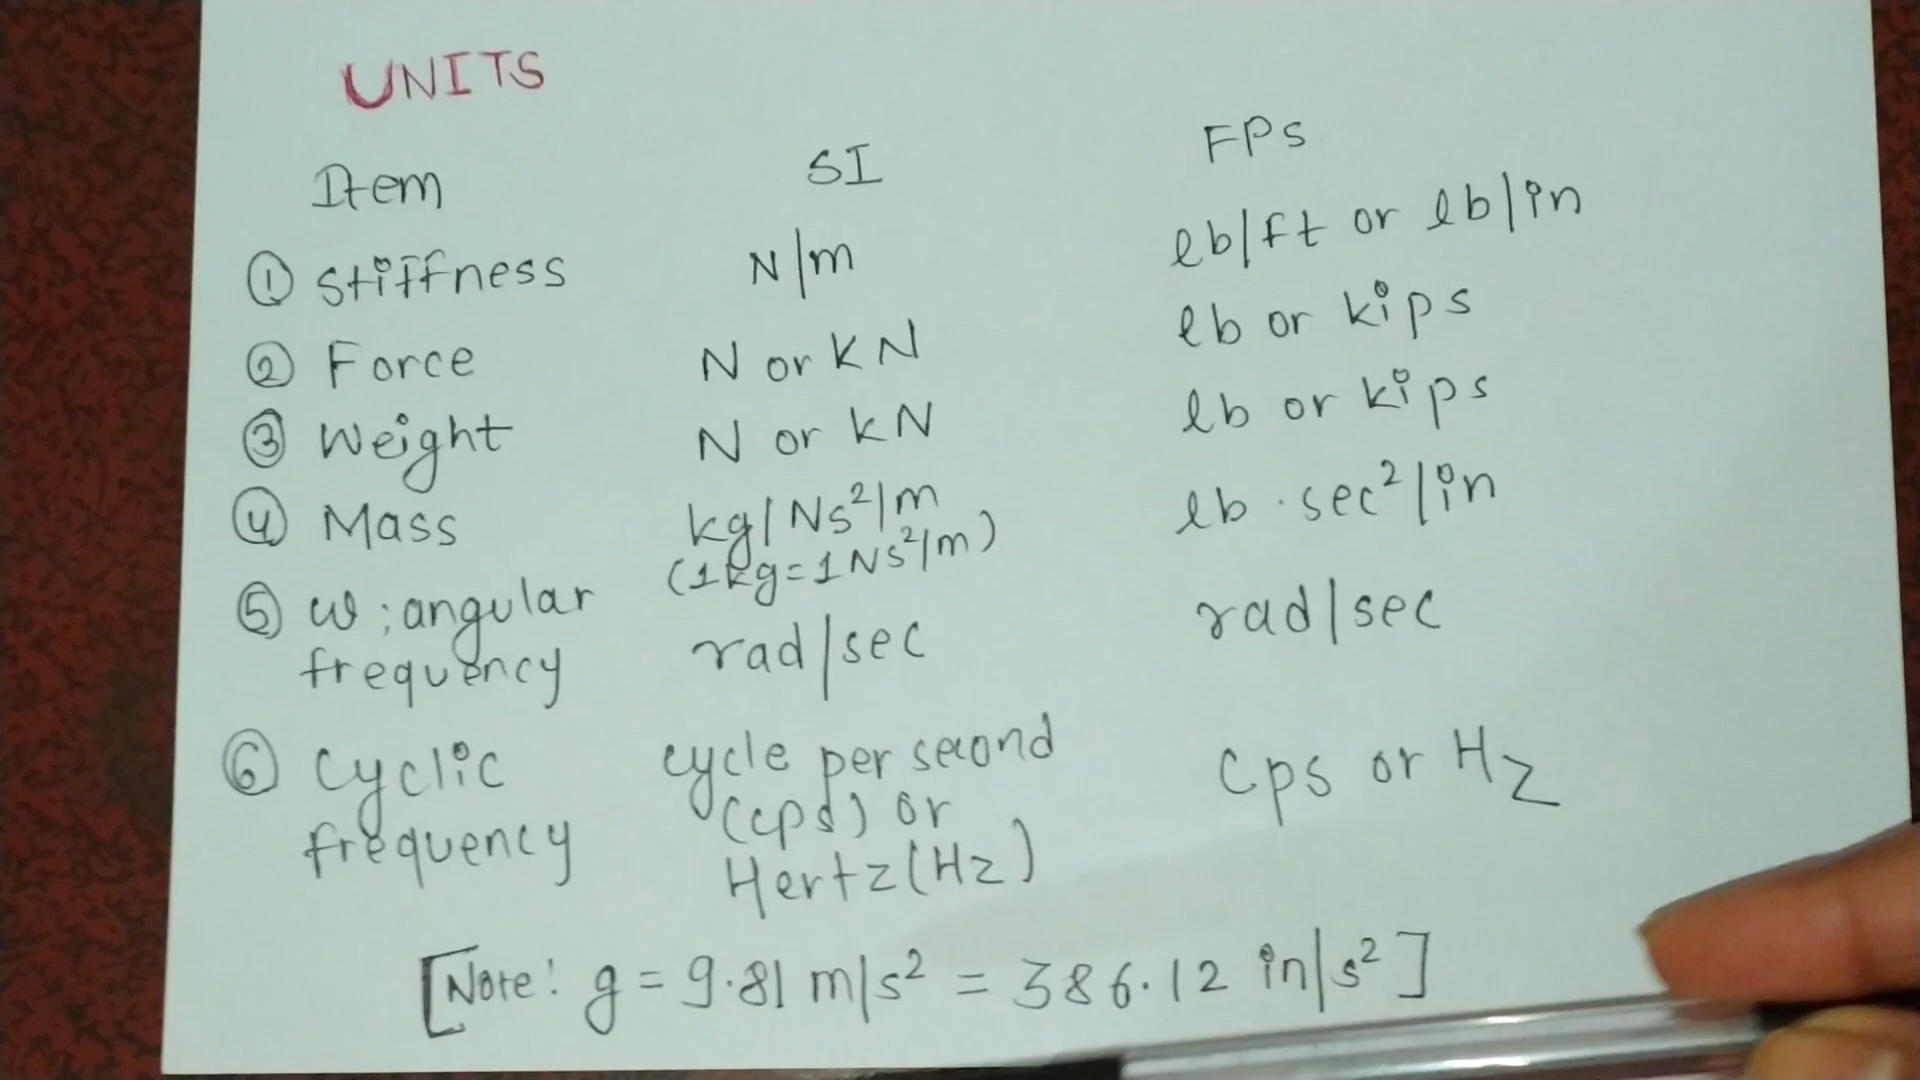 UNITS
Item SI FPS
① Stiffness N/m lb/ft or lb/in
② Force N or KN lb or kips
③ Weight N or KN lb or kips
④ Mass kg/Ns²/m lb·sec²/in
(1kg=1Ns²/m)
⑤ ω; angular rad/sec rad/sec
frequency
⑥ Cyclic cycle per second cps or Hz
frequency (cps) or
Hertz(Hz)
[Note: g = 9.81 m/s² = 386.12 in/s²]